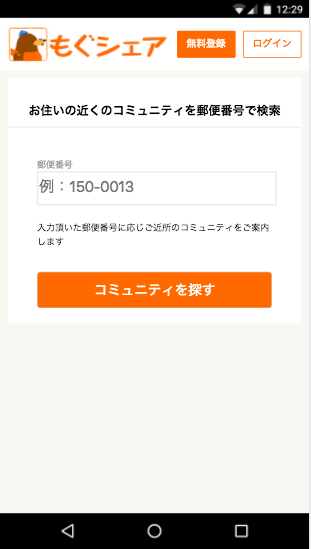 12:29
もぐシェア
無料登録
ログイン
お住いの近くのコミュニティを郵便番号で検索
郵便番号
例：150-0013
入力頂いた郵便番号に応じご近所のコミュニティをご案内
します
コミュニティを探す